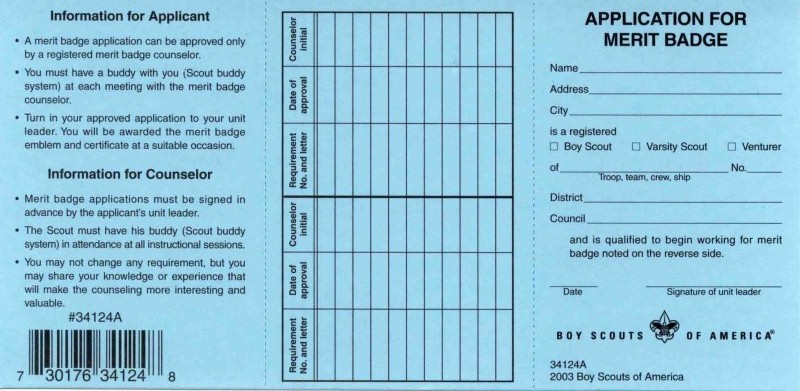 Information for Applicant
• A merit badge application can be approved only
by a registered merit badge counselor.
• You must have a buddy with you (Scout buddy
system) at each meeting with the merit badge
counselor.
• Turn in your approved application to your unit
leader. You will be awarded the merit badge
emblem and certificate at a suitable occasion.
Information for Counselor
• Merit badge applications must be signed in
advance by the applicant's unit leader.
• The Scout must have his buddy (Scout buddy
system) in attendance at all instructional sessions.
• You may not change any requirement, but you
may share your knowledge or experience that
will make the counseling more interesting and
valuable.
#34124A
7 30176 34124 8
Counselor
initial
Date of
approval
Requirement
No. and letter
Counselor
initial
Date of
approval
Requirement
No. and letter
APPLICATION FOR
MERIT BADGE
Name
Address
City
is a registered
☐ Boy Scout ☐ Varsity Scout ☐ Venturer
of No.
Troop, team, crew, ship
District
Council
and is qualified to begin working for merit
badge noted on the reverse side.
Date Signature of unit leader
BOY SCOUTS OF AMERICA®
34124A
2003 Boy Scouts of America